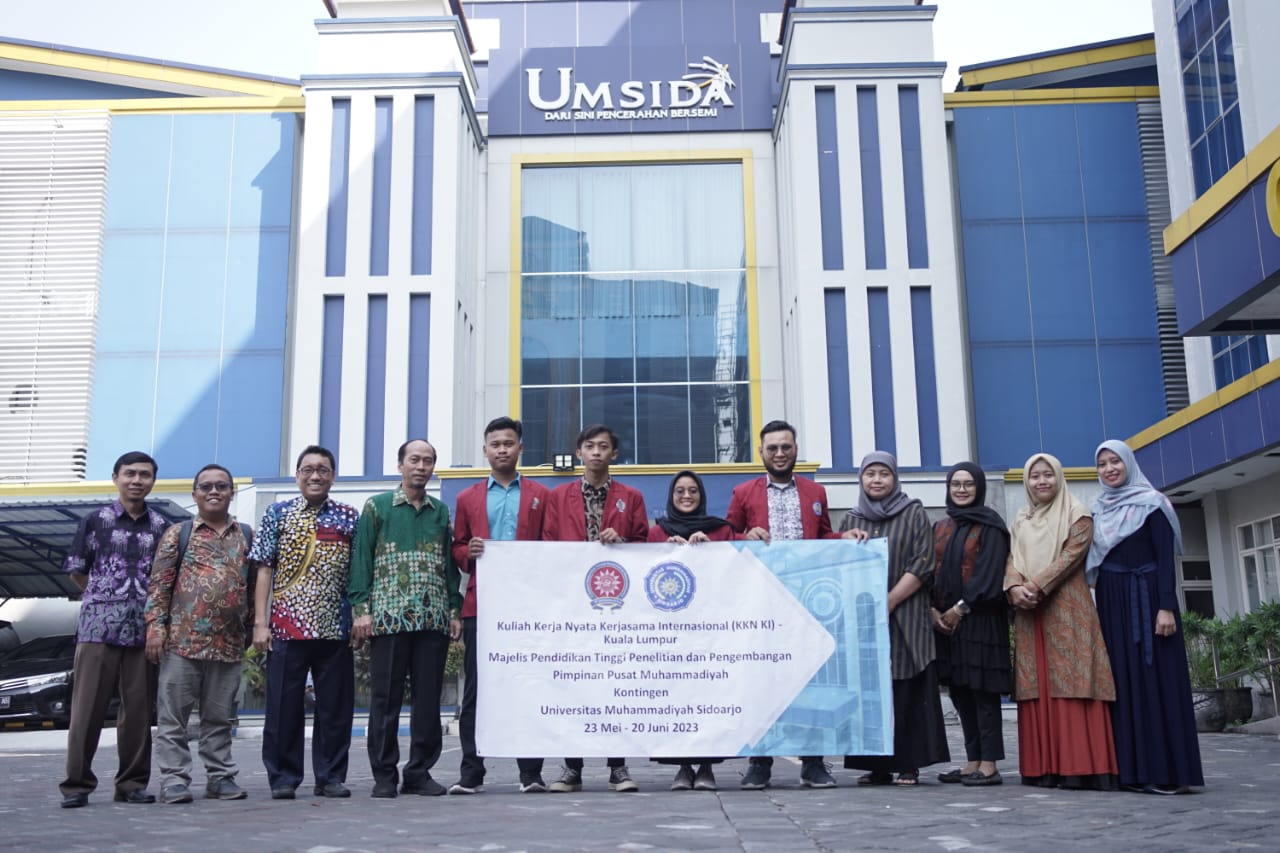 UMSIDA
DARI SINI PENCERAHAN BERSEMI
Kuliah Kerja Nyata Kerjasama Internasional (KKN KI) -
Kuala Lumpur
Majelis Pendidikan Tinggi Penelitian dan Pengembangan
Pimpinan Pusat Muhammadiyah
Kontingen
Universitas Muhammadiyah Sidoarjo
23 Mei - 20 Juni 2023